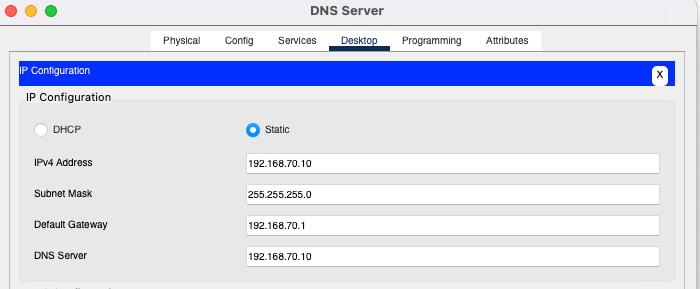 DNS Server
Physical Config Services Desktop Programming Attributes
IP Configuration X
IP Configuration
DHCP Static
IPv4 Address 192.168.70.10
Subnet Mask 255.255.255.0
Default Gateway 192.168.70.1
DNS Server 192.168.70.10